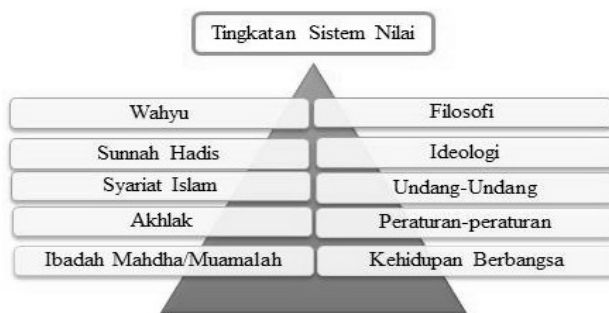 Tingkatan Sistem Nilai
Wahyu
Filosofi
Sunnah Hadis
Ideologi
Syariat Islam
Undang-Undang
Akhlak
Peraturan-peraturan
Ibadah Mahdha/Muamalah
Kehidupan Berbangsa